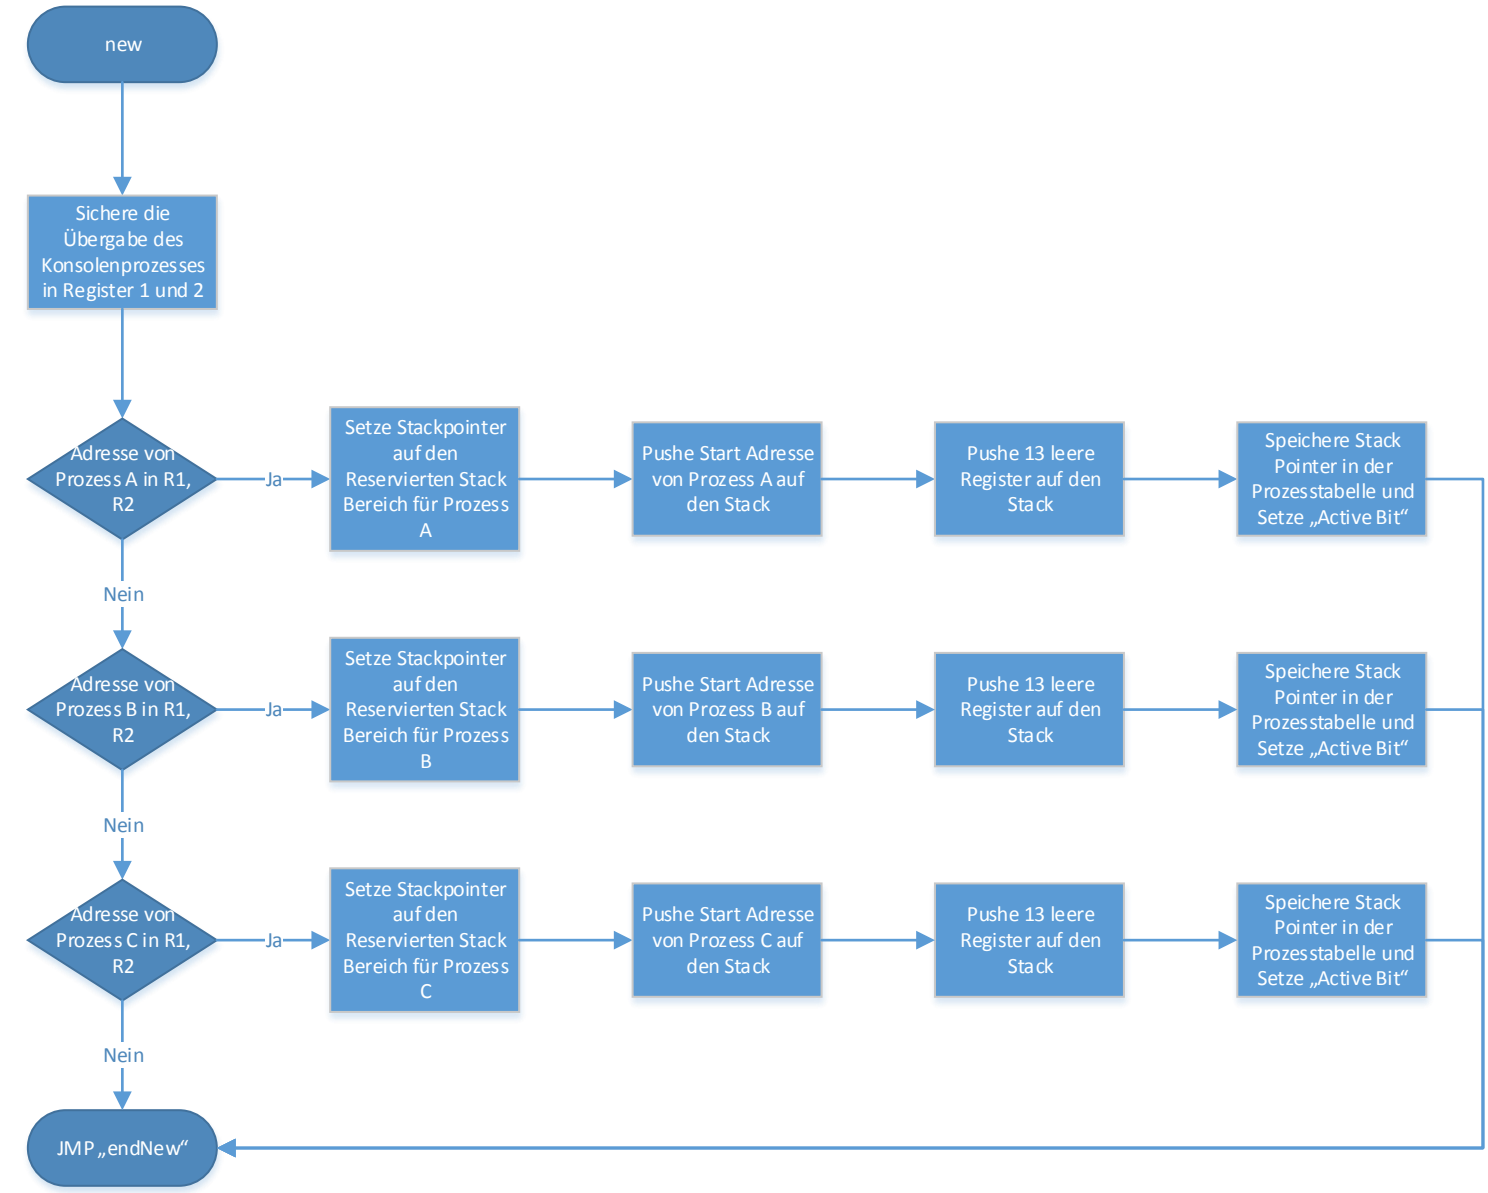 new
Sichere die
Übergabe des
Konsolenprozesses
in Register 1 und 2
Adresse von
Prozess A in R1,
R2
Ja
Setze Stackpointer
auf den
Reservierten Stack
Bereich für Prozess
A
Pushe Start Adresse
von Prozess A auf
den Stack
Pushe 13 leere
Register auf den
Stack
Speichere Stack
Pointer in der
Prozesstabelle und
Setze „Active Bit“
Nein
Adresse von
Prozess B in R1,
R2
Ja
Setze Stackpointer
auf den
Reservierten Stack
Bereich für Prozess
B
Pushe Start Adresse
von Prozess B auf
den Stack
Pushe 13 leere
Register auf den
Stack
Speichere Stack
Pointer in der
Prozesstabelle und
Setze „Active Bit“
Nein
Adresse von
Prozess C in R1,
R2
Ja
Setze Stackpointer
auf den
Reservierten Stack
Bereich für Prozess
C
Pushe Start Adresse
von Prozess C auf
den Stack
Pushe 13 leere
Register auf den
Stack
Speichere Stack
Pointer in der
Prozesstabelle und
Setze „Active Bit“
Nein
JMP „endNew“